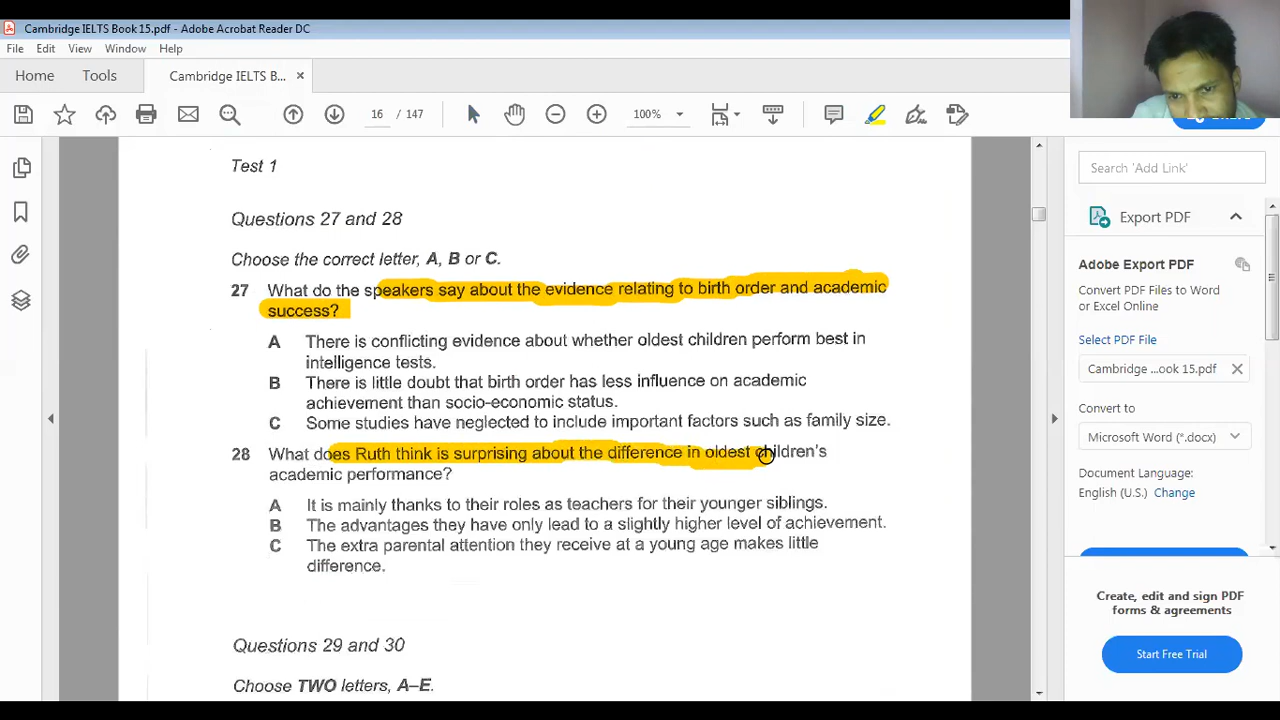 Cambridge IELTS Book 15.pdf - Adobe Acrobat Reader DC
File Edit View Window Help
Home Tools Cambridge IELTS B... ×
16 / 147 100%
Test 1
Questions 27 and 28
Choose the correct letter, A, B or C.
27 What do the speakers say about the evidence relating to birth order and academic
success?
A There is conflicting evidence about whether oldest children perform best in
intelligence tests.
B There is little doubt that birth order has less influence on academic
achievement than socio-economic status.
C Some studies have neglected to include important factors such as family size.
28 What does Ruth think is surprising about the difference in oldest children's
academic performance?
A It is mainly thanks to their roles as teachers for their younger siblings.
B The advantages they have only lead to a slightly higher level of achievement.
C The extra parental attention they receive at a young age makes little
difference.
Questions 29 and 30
Choose TWO letters, A–E.
Search 'Add Link'
Export PDF
Adobe Export PDF
Convert PDF Files to Word
or Excel Online
Select PDF File
Cambridge ...ook 15.pdf
Convert to
Microsoft Word (*.docx)
Document Language:
English (U.S.) Change
Create, edit and sign PDF
forms & agreements
Start Free Trial